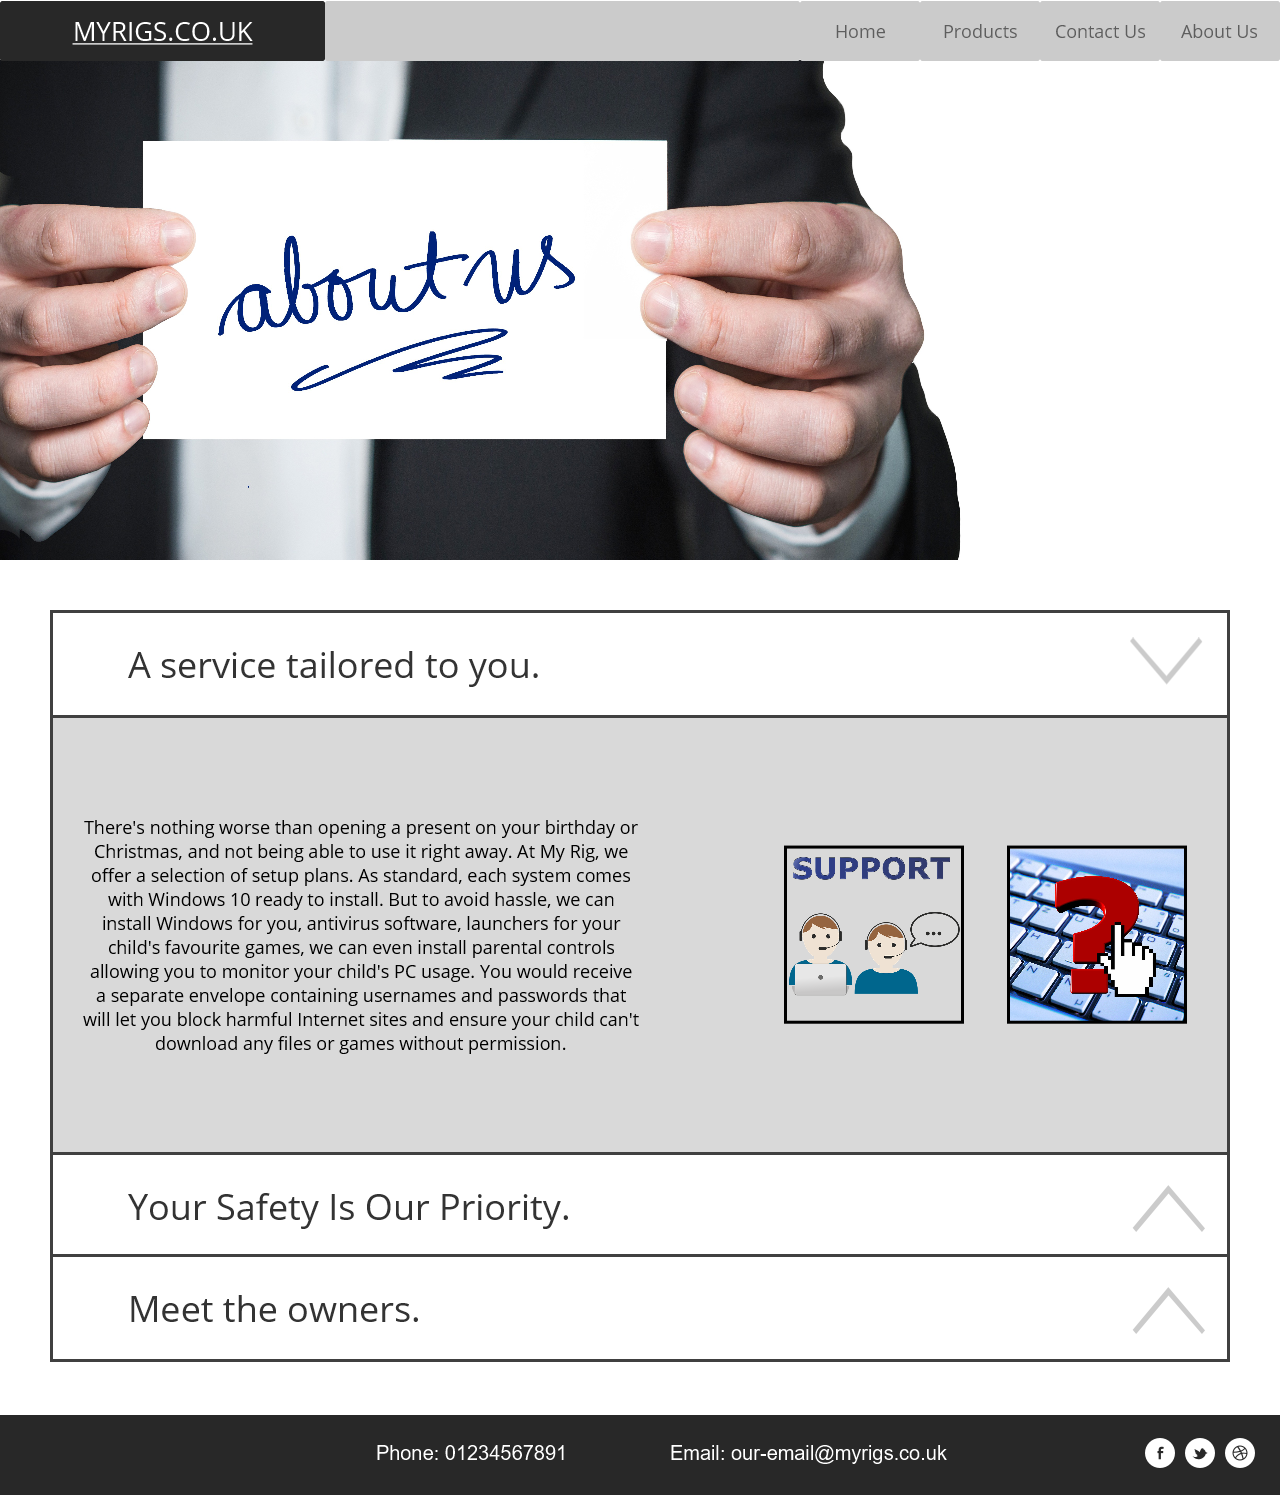 MYRIGS.CO.UK
Home
Products
Contact Us
About Us
about us
A service tailored to you.
There's nothing worse than opening a present on your birthday or
Christmas, and not being able to use it right away. At My Rig, we
offer a selection of setup plans. As standard, each system comes
with Windows 10 ready to install. But to avoid hassle, we can
install Windows for you, antivirus software, launchers for your
child's favourite games, we can even install parental controls
allowing you to monitor your child's PC usage. You would receive
a separate envelope containing usernames and passwords that
will let you block harmful Internet sites and ensure your child can't
download any files or games without permission.
SUPPORT
...
?
Your Safety Is Our Priority.
Meet the owners.
Phone: 01234567891
Email: our-email@myrigs.co.uk